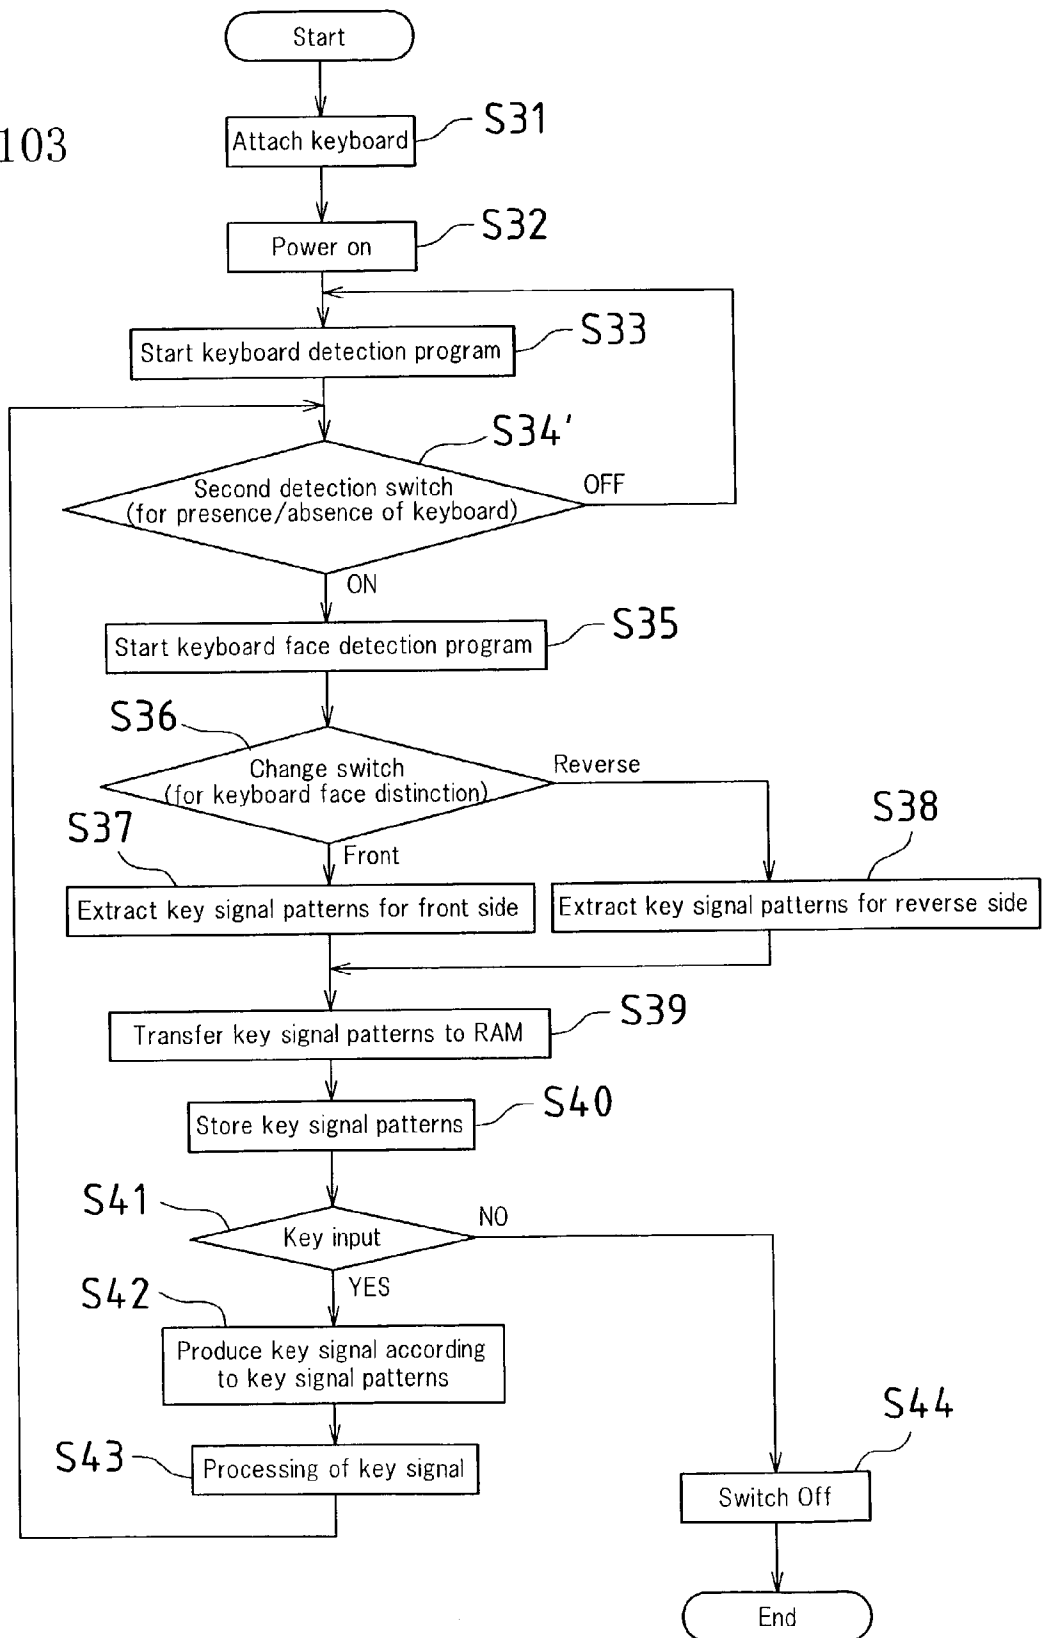 Start
103
S31
Attach keyboard
S32
Power on
S33
Start keyboard detection program
S34'
Second detection switch
(for presence/absence of keyboard)
OFF
ON
S35
Start keyboard face detection program
S36
Change switch
(for keyboard face distinction)
Reverse
S37
Front
S38
Extract key signal patterns for front side
Extract key signal patterns for reverse side
S39
Transfer key signal patterns to RAM
S40
Store key signal patterns
S41
Key input
NO
YES
S42
Produce key signal according
to key signal patterns
S43
Processing of key signal
S44
Switch Off
End